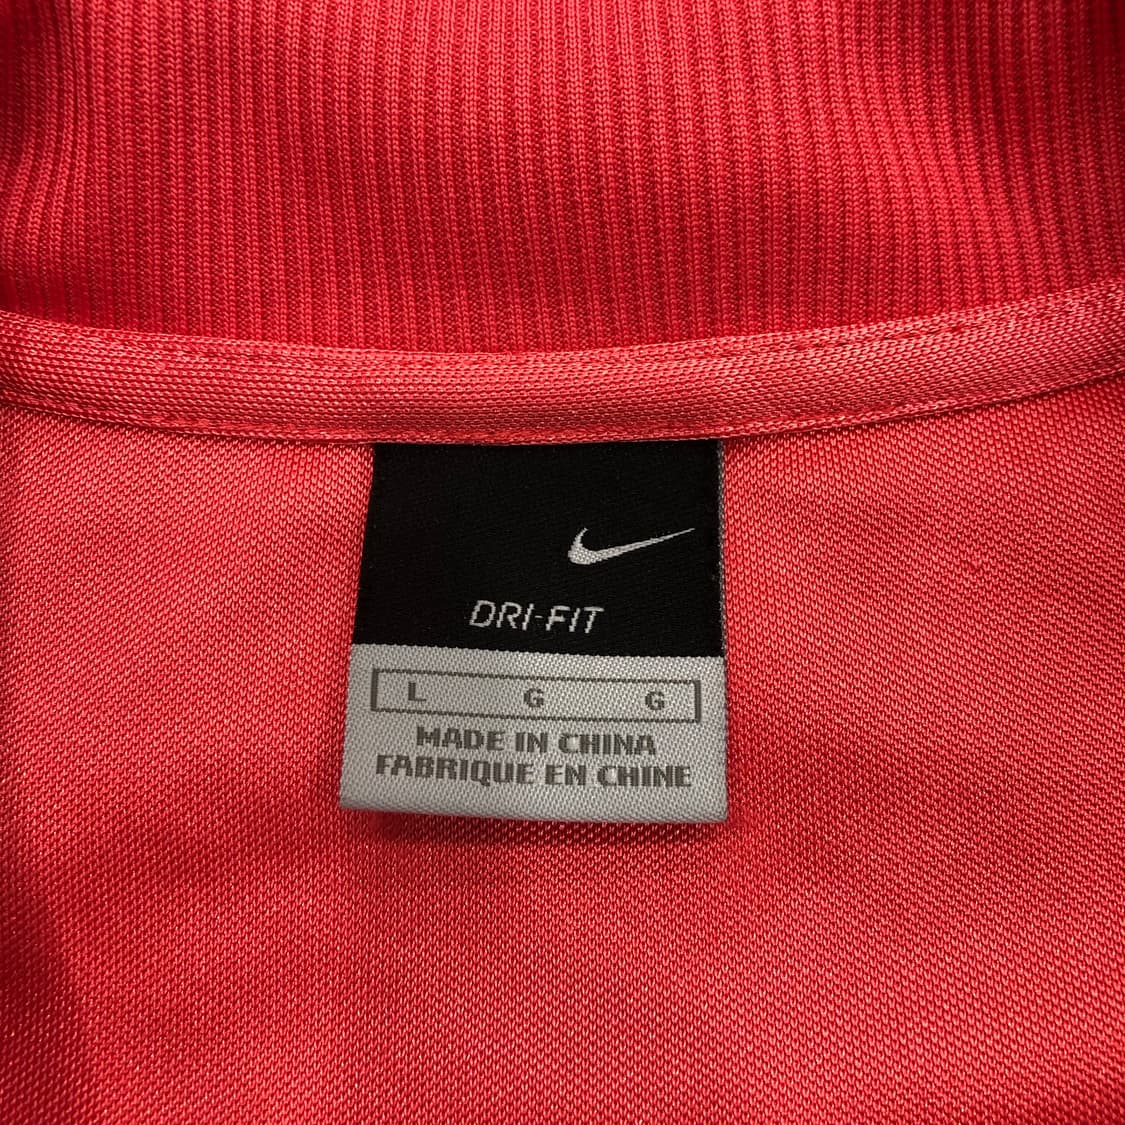 DRI-FIT
L G G
MADE IN CHINA
FABRIQUE EN CHINE